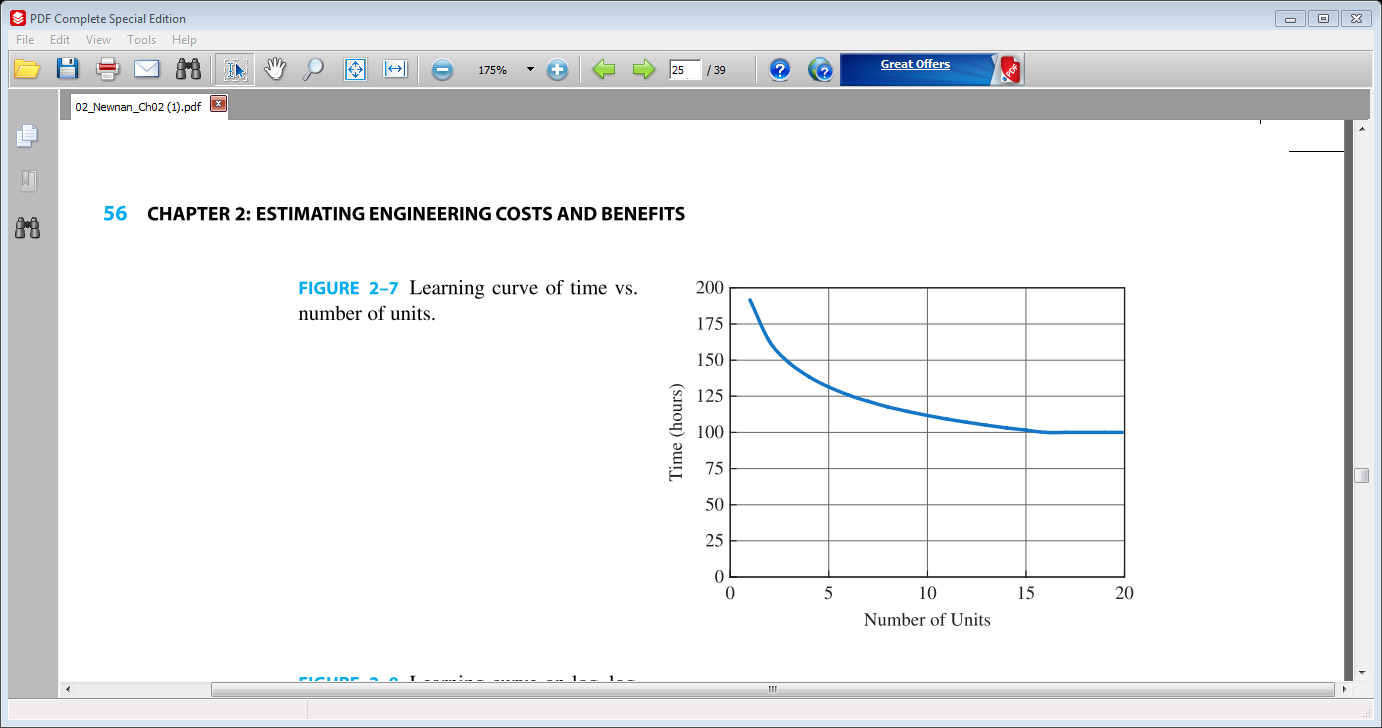 PDF Complete Special Edition
File Edit View Tools Help
175% 25 / 39 Great Offers PDF
02_Newnan_Ch02 (1).pdf
56 CHAPTER 2: ESTIMATING ENGINEERING COSTS AND BENEFITS
FIGURE 2–7 Learning curve of time vs.
number of units.
200
175
150
125
100
75
50
25
0
Time (hours)
0 5 10 15 20
Number of Units